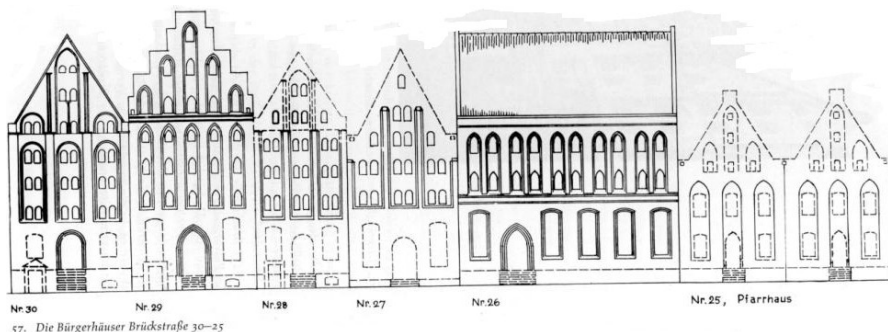 Nr.30 Nr.29 Nr.28 Nr.27 Nr.26 Nr.25, Pfarrhaus
57. Die Bürgerhäuser Brückstraße 30–25